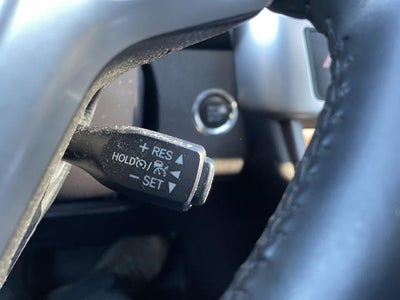 + RES ▲
HOLD /
− SET ▼